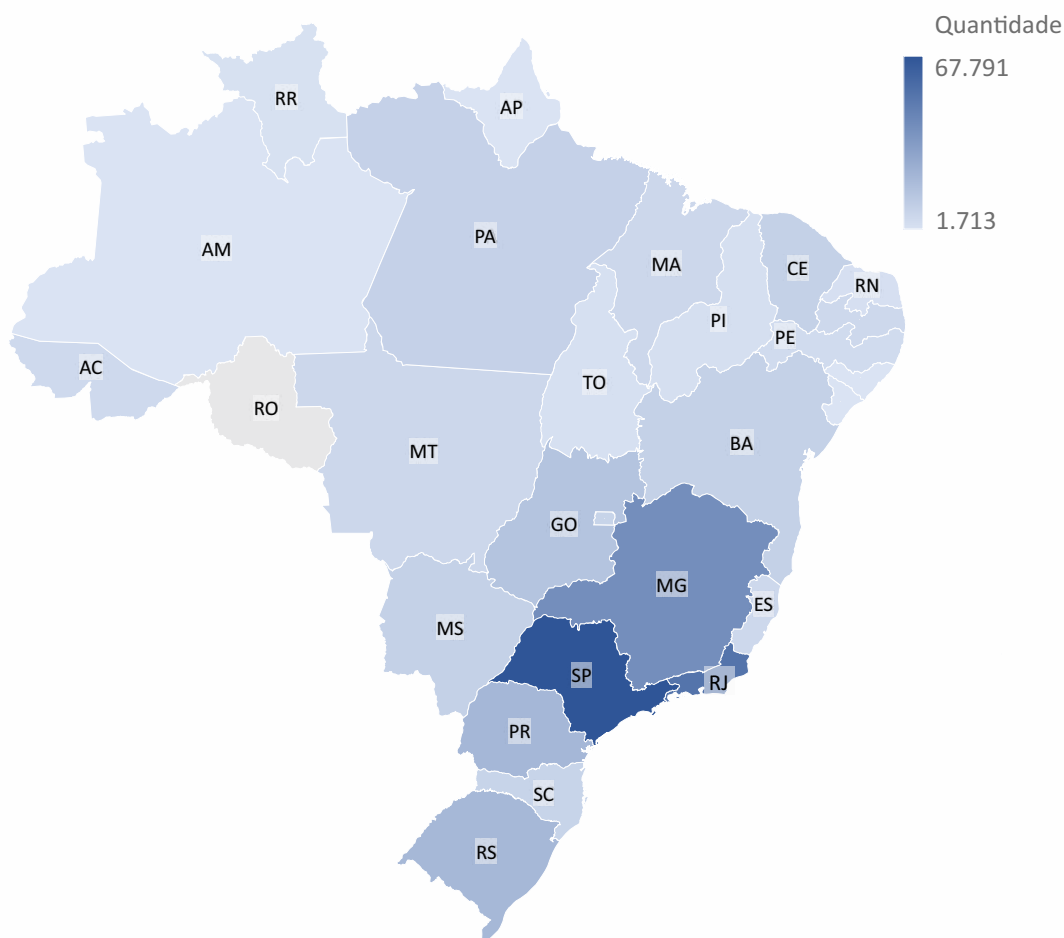 Quantidade
67.791
1.713
RR
AP
AM
PA
MA
CE
RN
PI
PE
AC
TO
RO
BA
MT
GO
MG
ES
MS
SP
RJ
PR
SC
RS